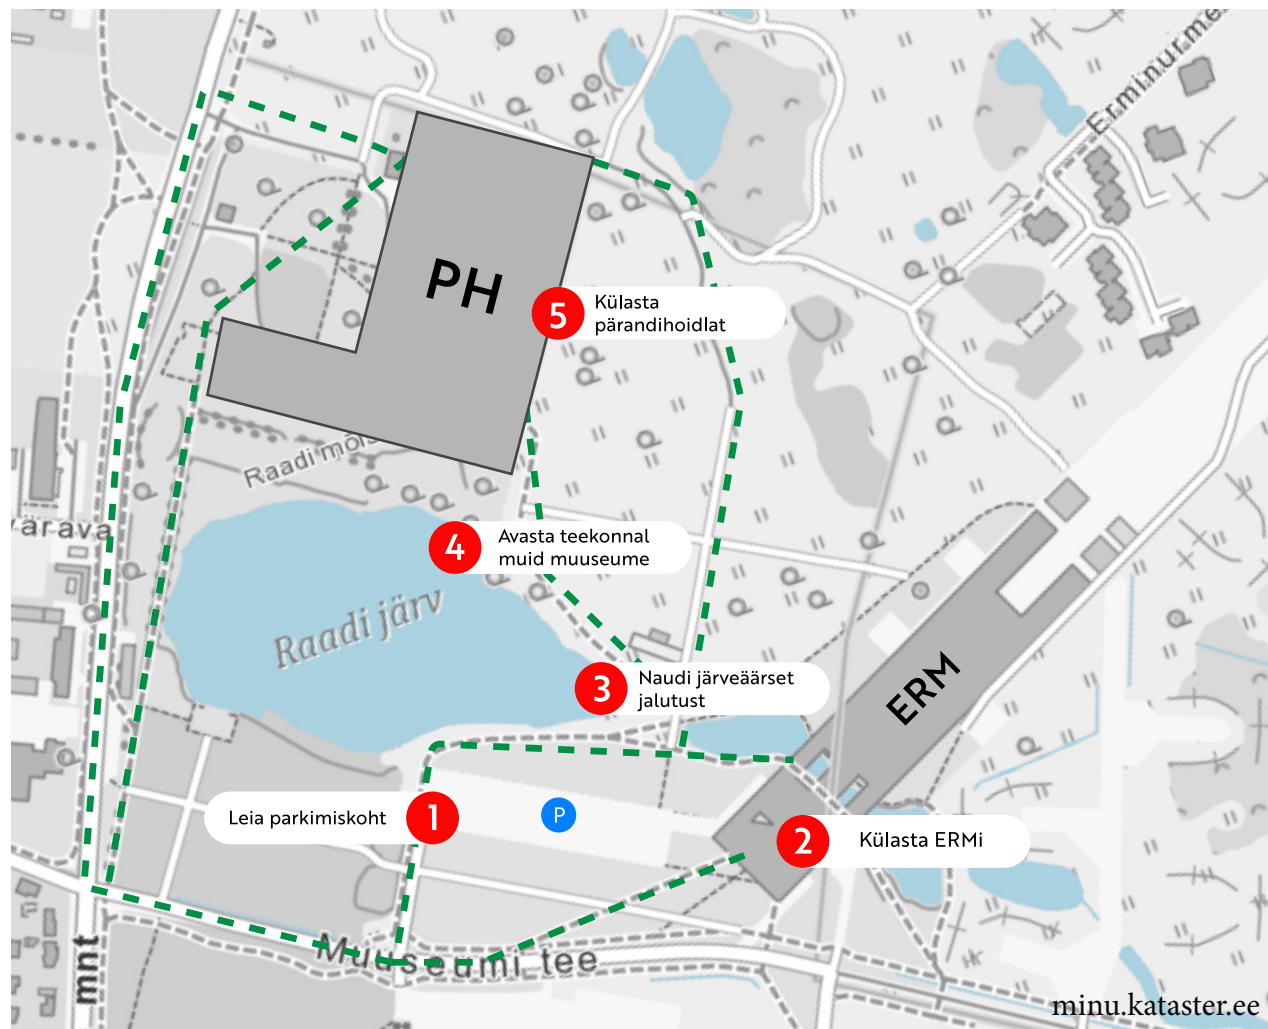 Erminurme
PH
5
Külasta
pärandihoidlat
Raadi mõis
värava
4
Avasta teekonnal
muid muuseume
Raadi järv
3
Naudi järveäärset
jalutust
ERM
Leia parkimiskoht
1
P
2
Külasta ERMi
mnt
Muuseumi tee
minu.kataster.ee